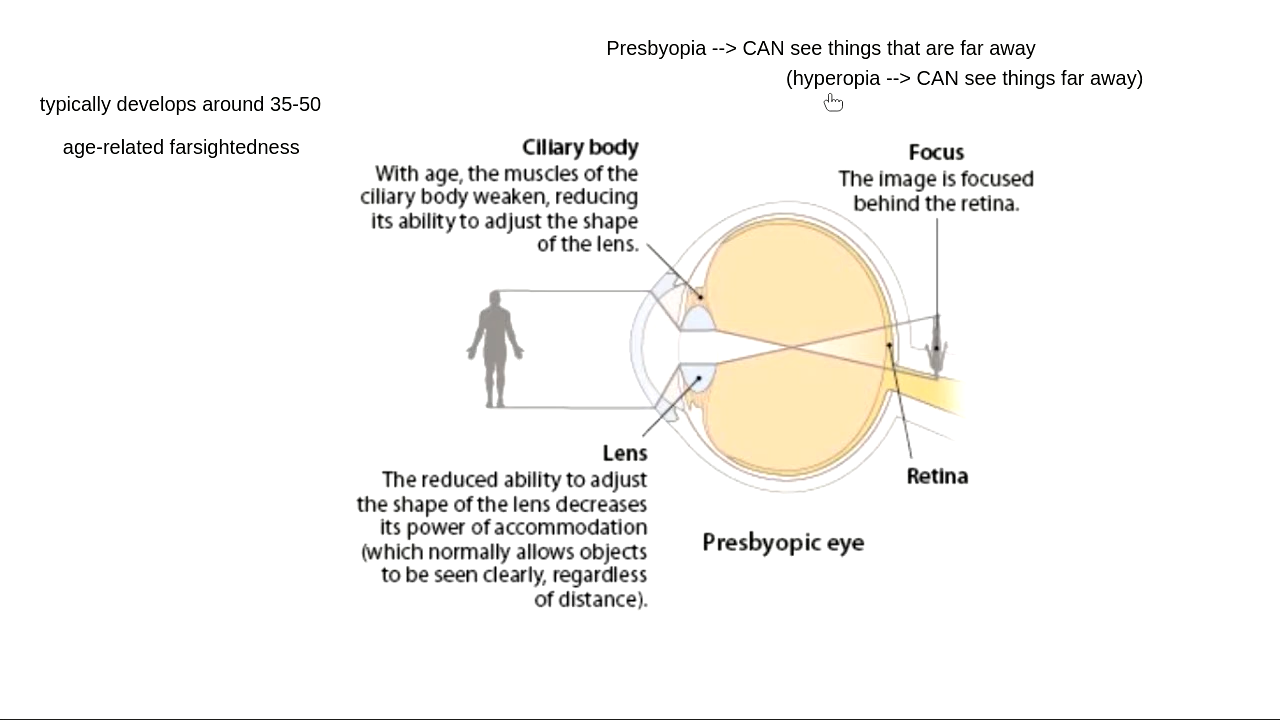 Presbyopia --> CAN see things that are far away
(hyperopia --> CAN see things far away)
typically develops around 35-50
age-related farsightedness
Ciliary body
With age, the muscles of the
ciliary body weaken, reducing
its ability to adjust the shape
of the lens.
Focus
The image is focused
behind the retina.
Lens
The reduced ability to adjust
the shape of the lens decreases
its power of accommodation
(which normally allows objects
to be seen clearly, regardless
of distance).
Retina
Presbyopic eye